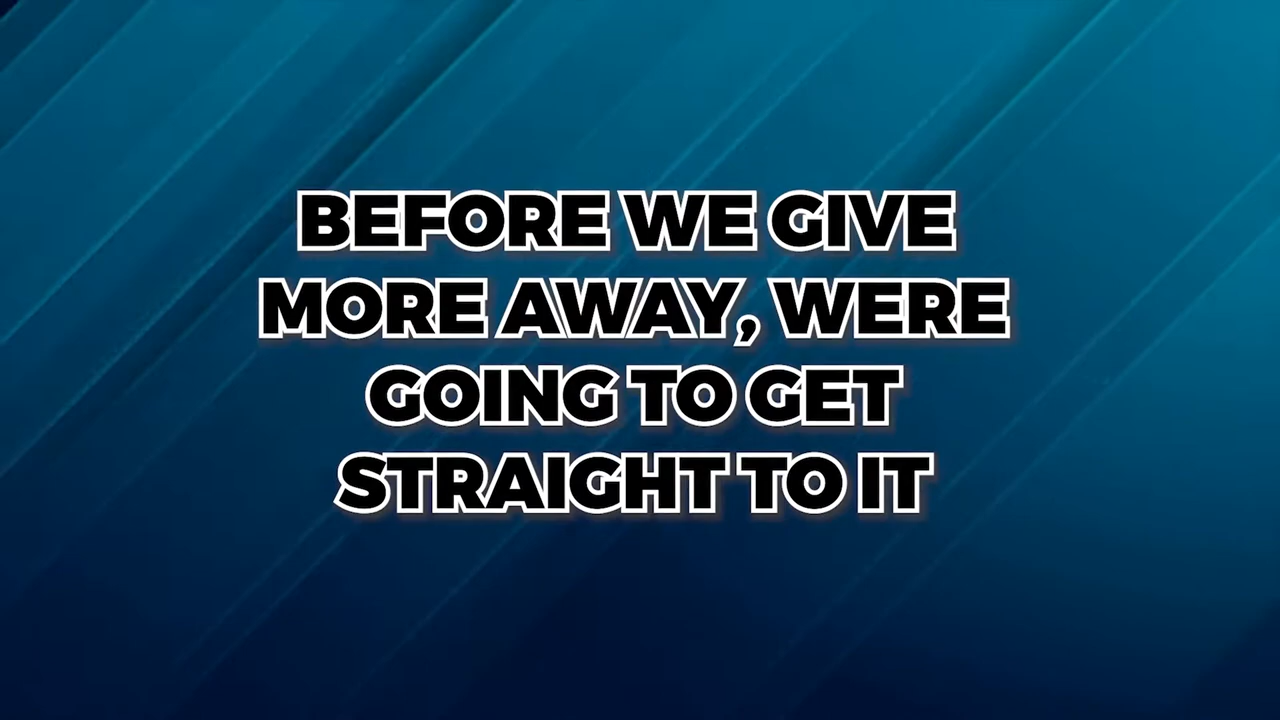 BEFORE WE GIVE
MORE AWAY, WERE
GOING TO GET
STRAIGHT TO IT